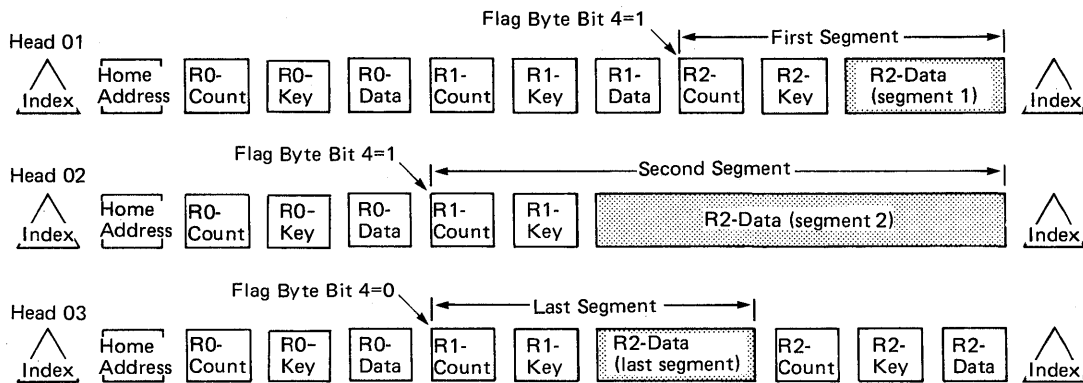 Flag Byte Bit 4=1
Head 01
First Segment
Index
Home Address
R0-Count
R0-Key
R0-Data
R1-Count
R1-Key
R1-Data
R2-Count
R2-Key
R2-Data (segment 1)
Index
Flag Byte Bit 4=1
Head 02
Second Segment
Index
Home Address
R0-Count
R0-Key
R0-Data
R1-Count
R1-Key
R2-Data (segment 2)
Index
Flag Byte Bit 4=0
Head 03
Last Segment
Index
Home Address
R0-Count
R0-Key
R0-Data
R1-Count
R1-Key
R2-Data (last segment)
R2-Count
R2-Key
R2-Data
Index